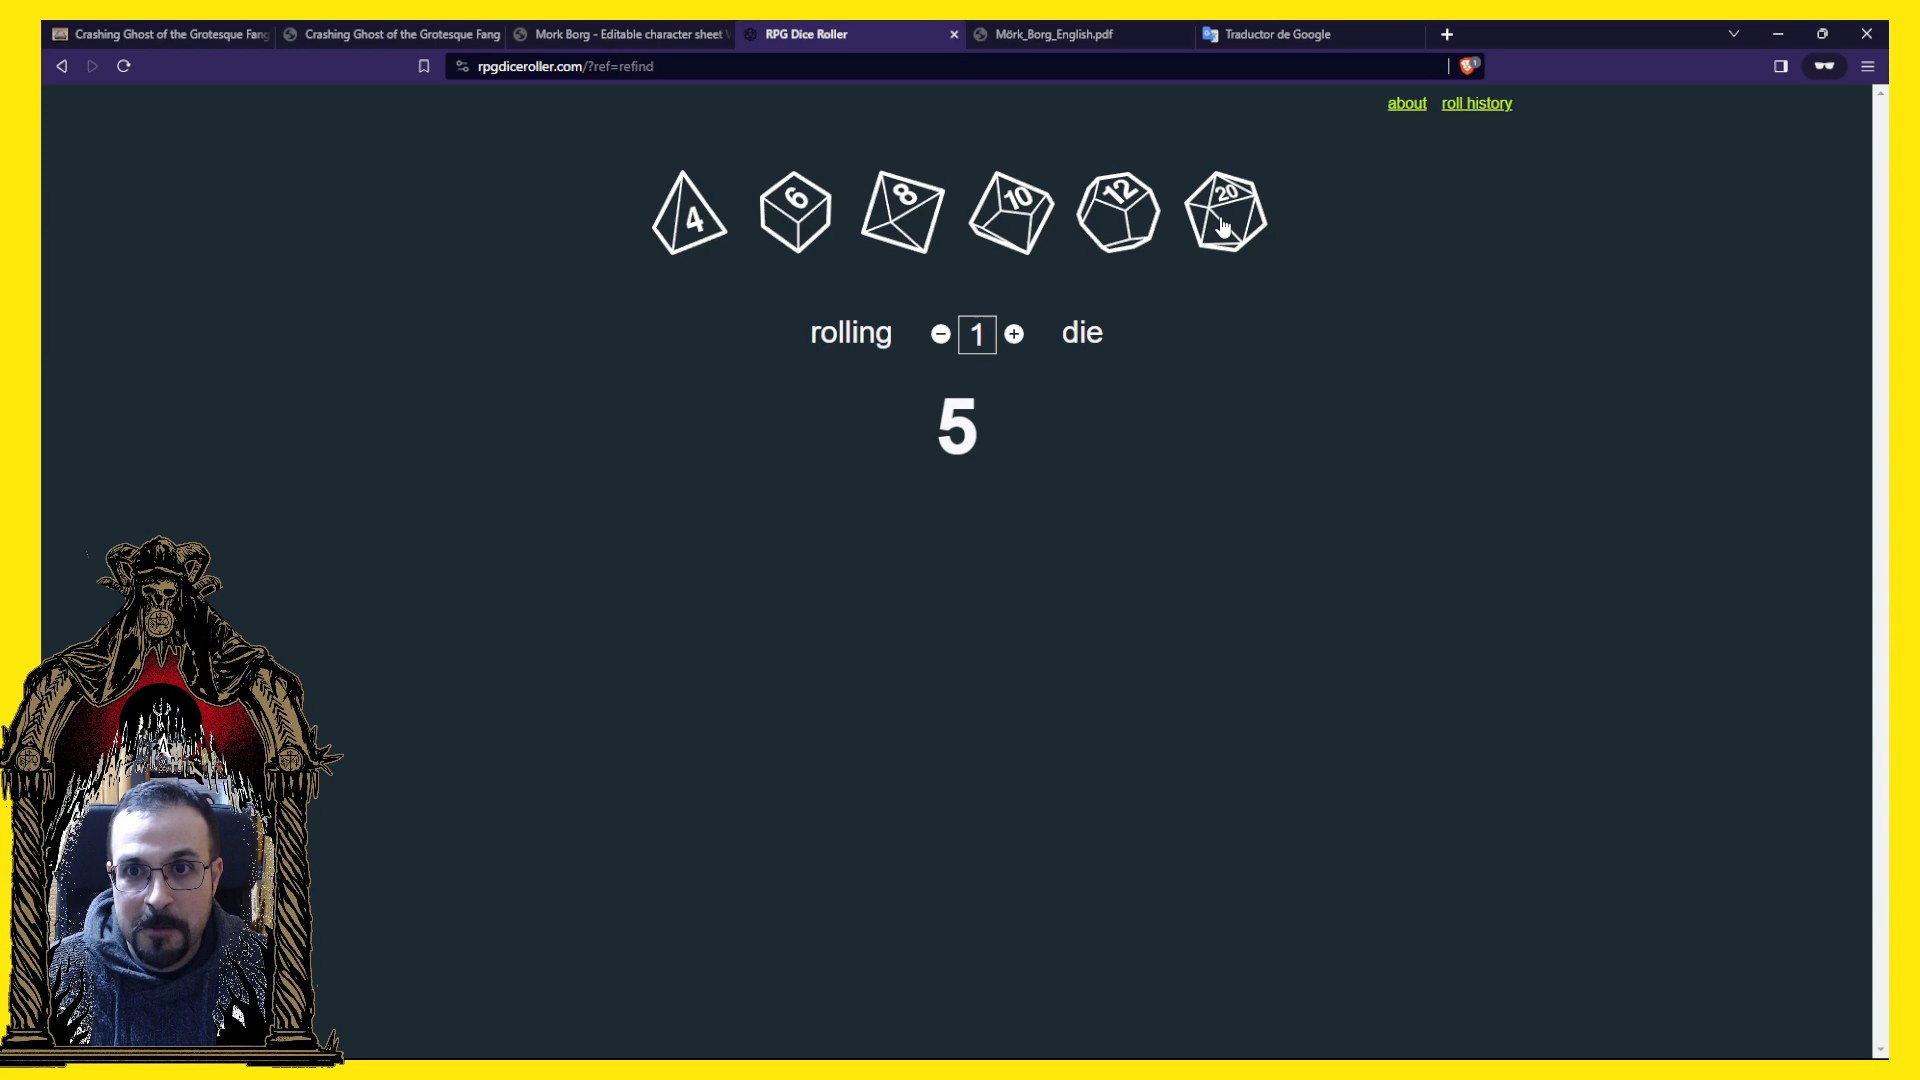 Crashing Ghost of the Grotesque Fang
Crashing Ghost of the Grotesque Fang
Mork Borg - Editable character sheet
RPG Dice Roller
Mörk_Borg_English.pdf
Traductor de Google
rpgdiceroller.com/?ref=refind
1
about roll history
4 6 8 10 12 20
rolling 1 die
5